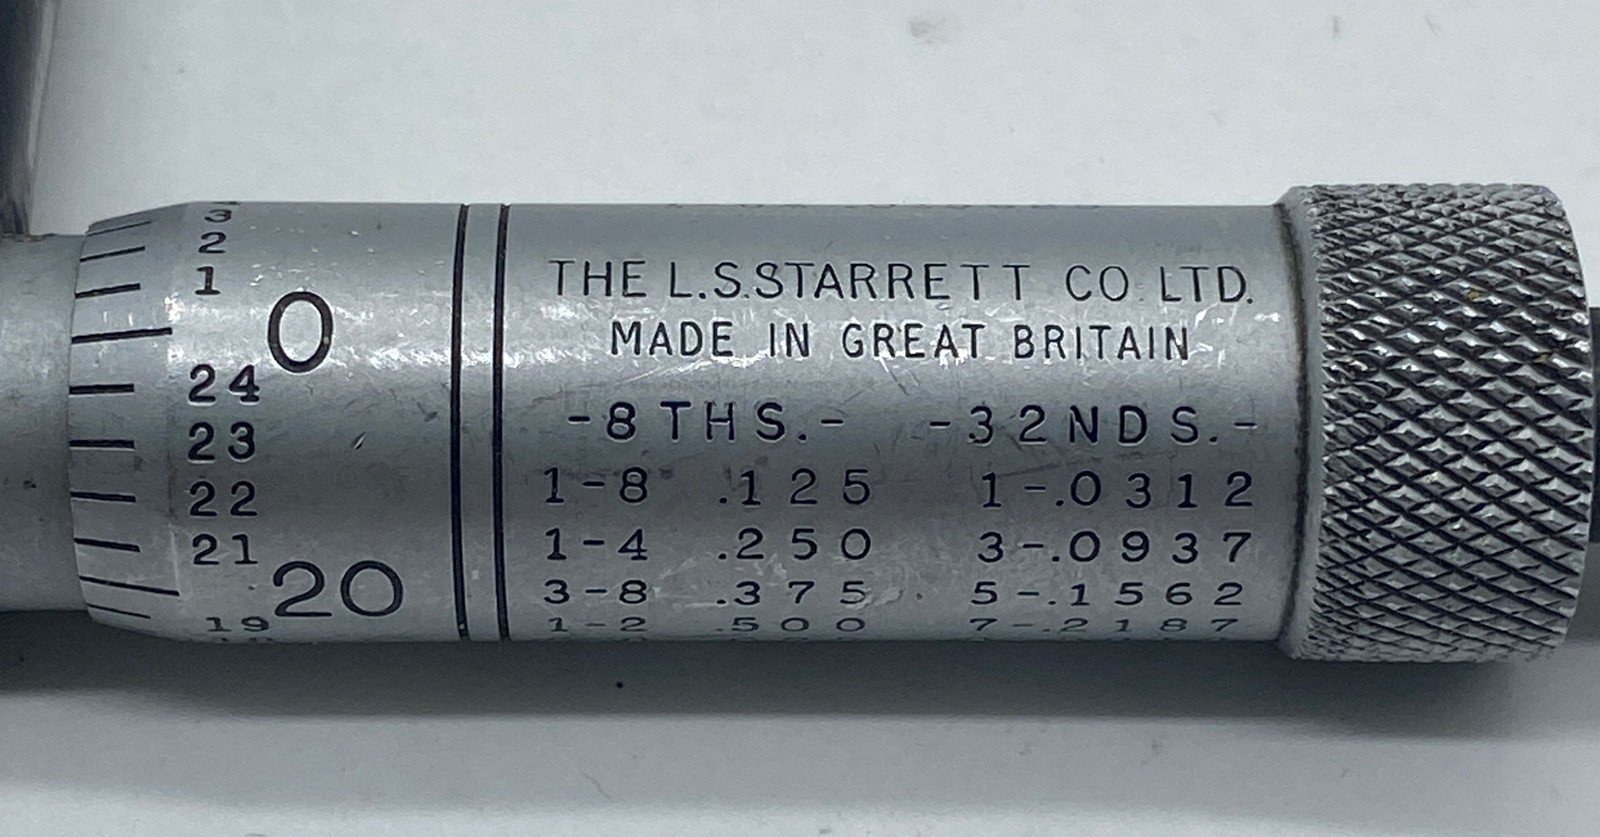 3
2
1
0
24
23
22
21
20
19
THE L.S.STARRETT CO. LTD.
MADE IN GREAT BRITAIN
-8THS.- -32NDS.-
1-8 .125 1-.0312
1-4 .250 3-.0937
3-8 .375 5-.1562
1-2 .500 7-.2187